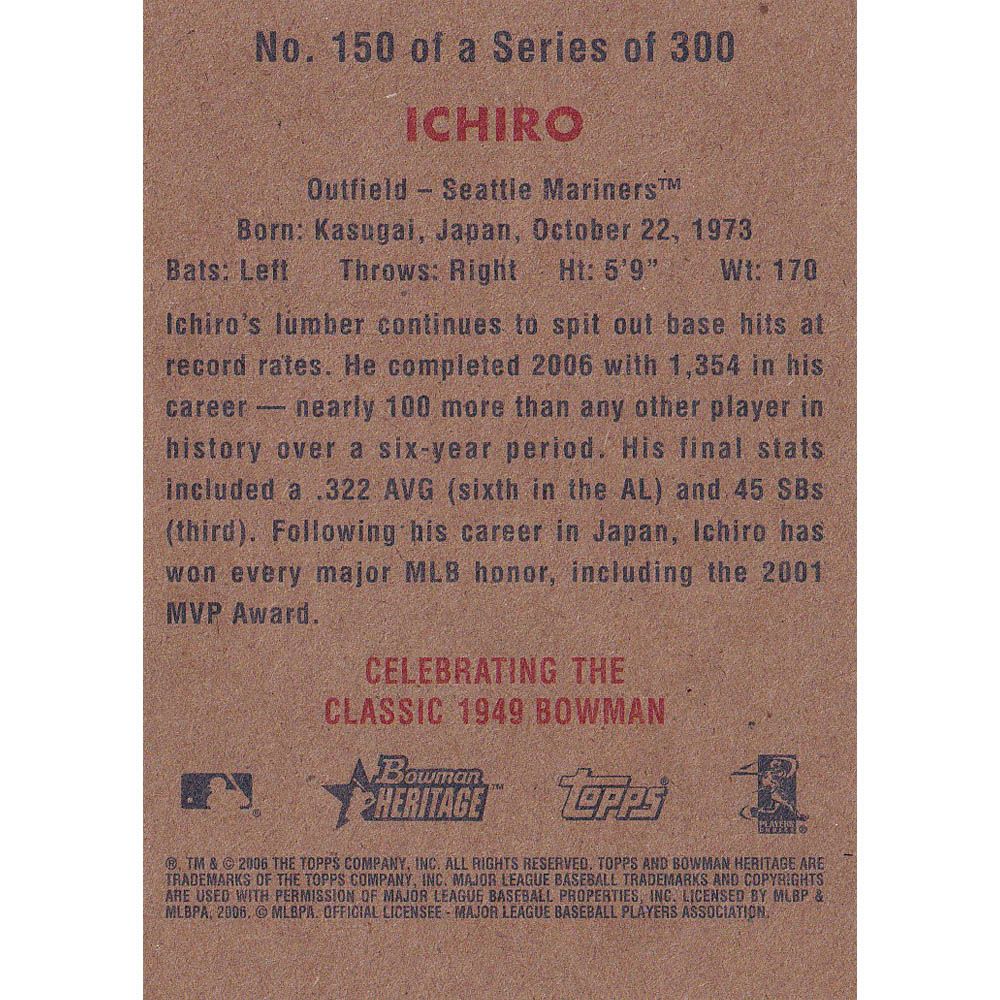 No. 150 of a Series of 300
ICHIRO
Outfield – Seattle Mariners™
Born: Kasugai, Japan, October 22, 1973
Bats: Left Throws: Right Ht: 5'9" Wt: 170
Ichiro's lumber continues to spit out base hits at
record rates. He completed 2006 with 1,354 in his
career — nearly 100 more than any other player in
history over a six-year period. His final stats
included a .322 AVG (sixth in the AL) and 45 SBs
(third). Following his career in Japan, Ichiro has
won every major MLB honor, including the 2001
MVP Award.
CELEBRATING THE
CLASSIC 1949 BOWMAN
Bowman
HERITAGE™
Topps®
PLAYERS
CHOICE®
®, TM & © 2006 THE TOPPS COMPANY, INC. ALL RIGHTS RESERVED. TOPPS AND BOWMAN HERITAGE ARE
TRADEMARKS OF THE TOPPS COMPANY, INC. MAJOR LEAGUE BASEBALL TRADEMARKS AND COPYRIGHTS
ARE USED WITH PERMISSION OF MAJOR LEAGUE BASEBALL PROPERTIES, INC. LICENSED BY MLBP &
MLBPA, 2006. © MLBPA. OFFICIAL LICENSEE - MAJOR LEAGUE BASEBALL PLAYERS ASSOCIATION.